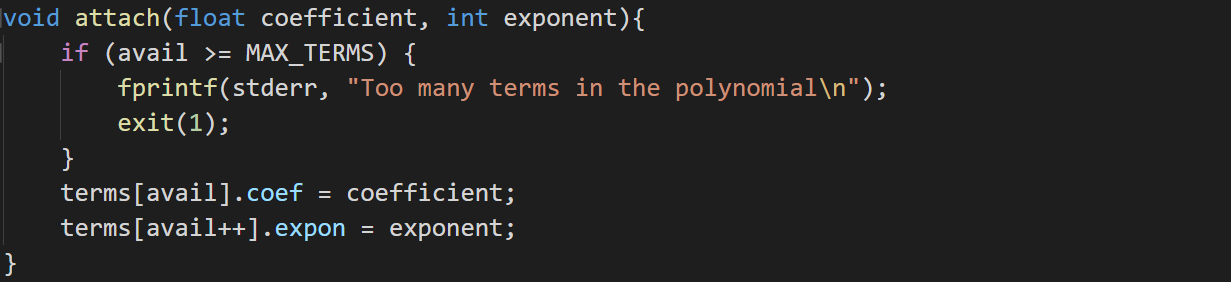 void attach(float coefficient, int exponent){
    if (avail >= MAX_TERMS) {
        fprintf(stderr, "Too many terms in the polynomial\n");
        exit(1);
    }
    terms[avail].coef = coefficient;
    terms[avail++].expon = exponent;
}